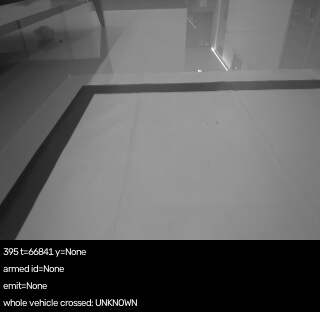 395 t=66841 y=None
armed id=None
emit=None
whole vehicle crossed: UNKNOWN